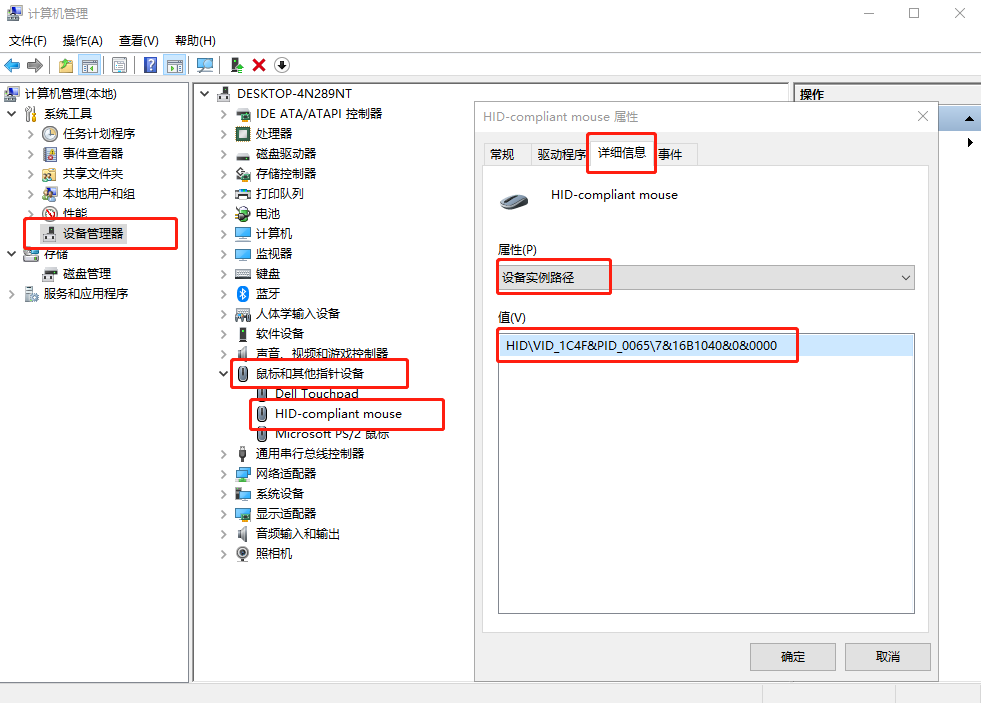 计算机管理
文件(F) 操作(A) 查看(V) 帮助(H)
计算机管理(本地)
系统工具
任务计划程序
事件查看器
共享文件夹
本地用户和组
性能
设备管理器
存储
磁盘管理
服务和应用程序
DESKTOP-4N289NT
IDE ATA/ATAPI 控制器
处理器
磁盘驱动器
存储控制器
打印队列
电池
计算机
监视器
键盘
蓝牙
人体学输入设备
软件设备
声音、视频和游戏控制器
鼠标和其他指针设备
Dell Touchpad
HID-compliant mouse
Microsoft PS/2 鼠标
通用串行总线控制器
网络适配器
系统设备
显示适配器
音频输入和输出
照相机
操作
HID-compliant mouse 属性
常规 驱动程序 详细信息 事件
HID-compliant mouse
属性(P)
设备实例路径
值(V)
HID\VID_1C4F&PID_0065\7&16B1040&0&0000
确定 取消